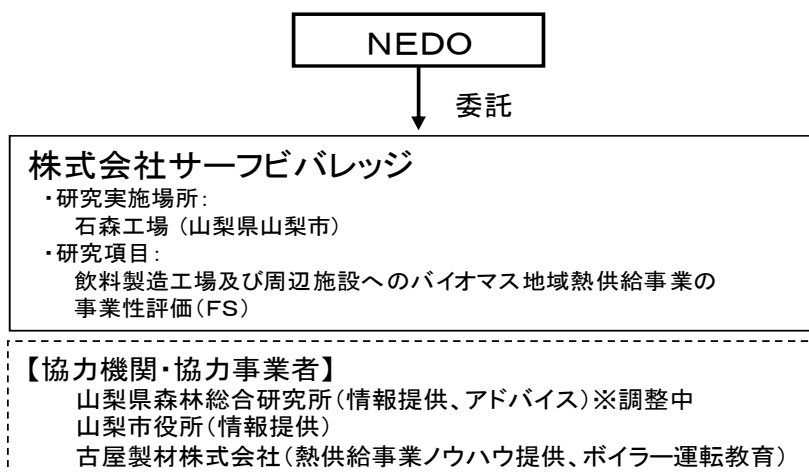 NEDO
委託
株式会社サーフビバレッジ
・研究実施場所：
石森工場（山梨県山梨市）
・研究項目：
飲料製造工場及び周辺施設へのバイオマス地域熱供給事業の
事業性評価（FS）
【協力機関・協力事業者】
山梨県森林総合研究所（情報提供、アドバイス）※調整中
山梨市役所（情報提供）
古屋製材株式会社（熱供給事業ノウハウ提供、ボイラー運転教育）